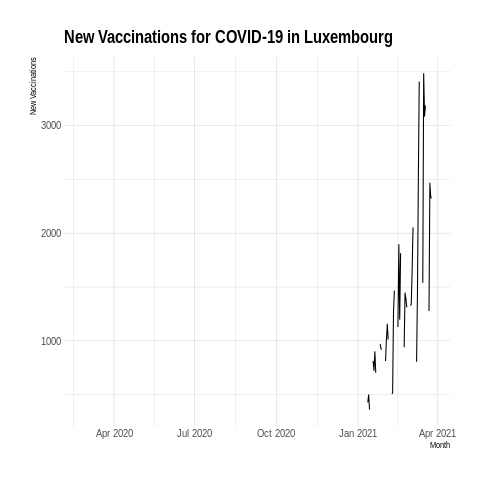 New Vaccinations for COVID-19 in Luxembourg
New Vaccinations
3000
2000
1000
Apr 2020 Jul 2020 Oct 2020 Jan 2021 Apr 2021
Month